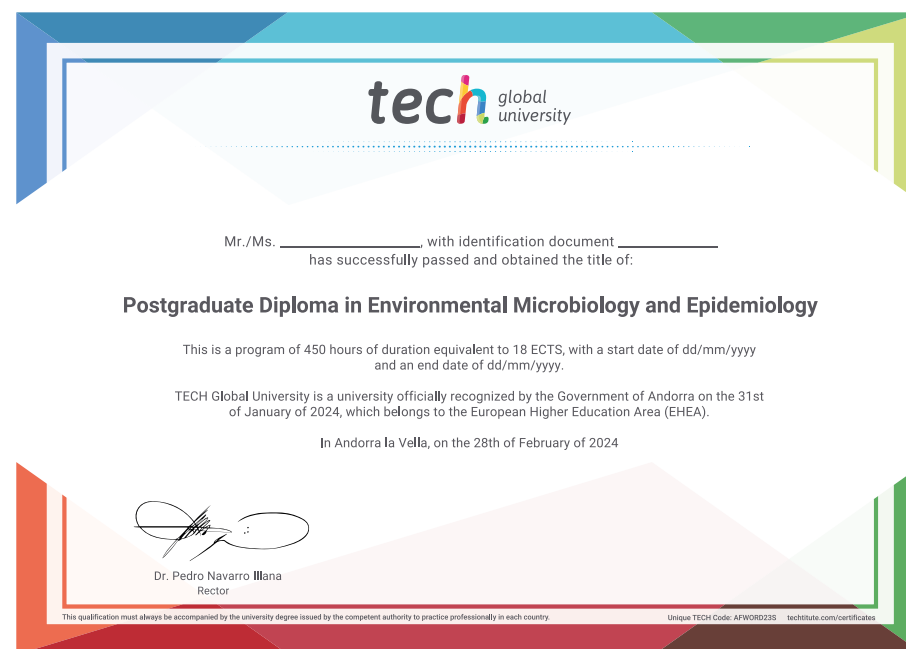 tech global
university
Mr./Ms. ____________________, with identification document ______________
has successfully passed and obtained the title of:
Postgraduate Diploma in Environmental Microbiology and Epidemiology
This is a program of 450 hours of duration equivalent to 18 ECTS, with a start date of dd/mm/yyyy
and an end date of dd/mm/yyyy.
TECH Global University is a university officially recognized by the Government of Andorra on the 31st
of January of 2024, which belongs to the European Higher Education Area (EHEA).
In Andorra la Vella, on the 28th of February of 2024
Dr. Pedro Navarro Illana
Rector
This qualification must always be accompanied by the university degree issued by the competent authority to practice professionally in each country.
Unique TECH Code: AFWORD23S techtitute.com/certificates